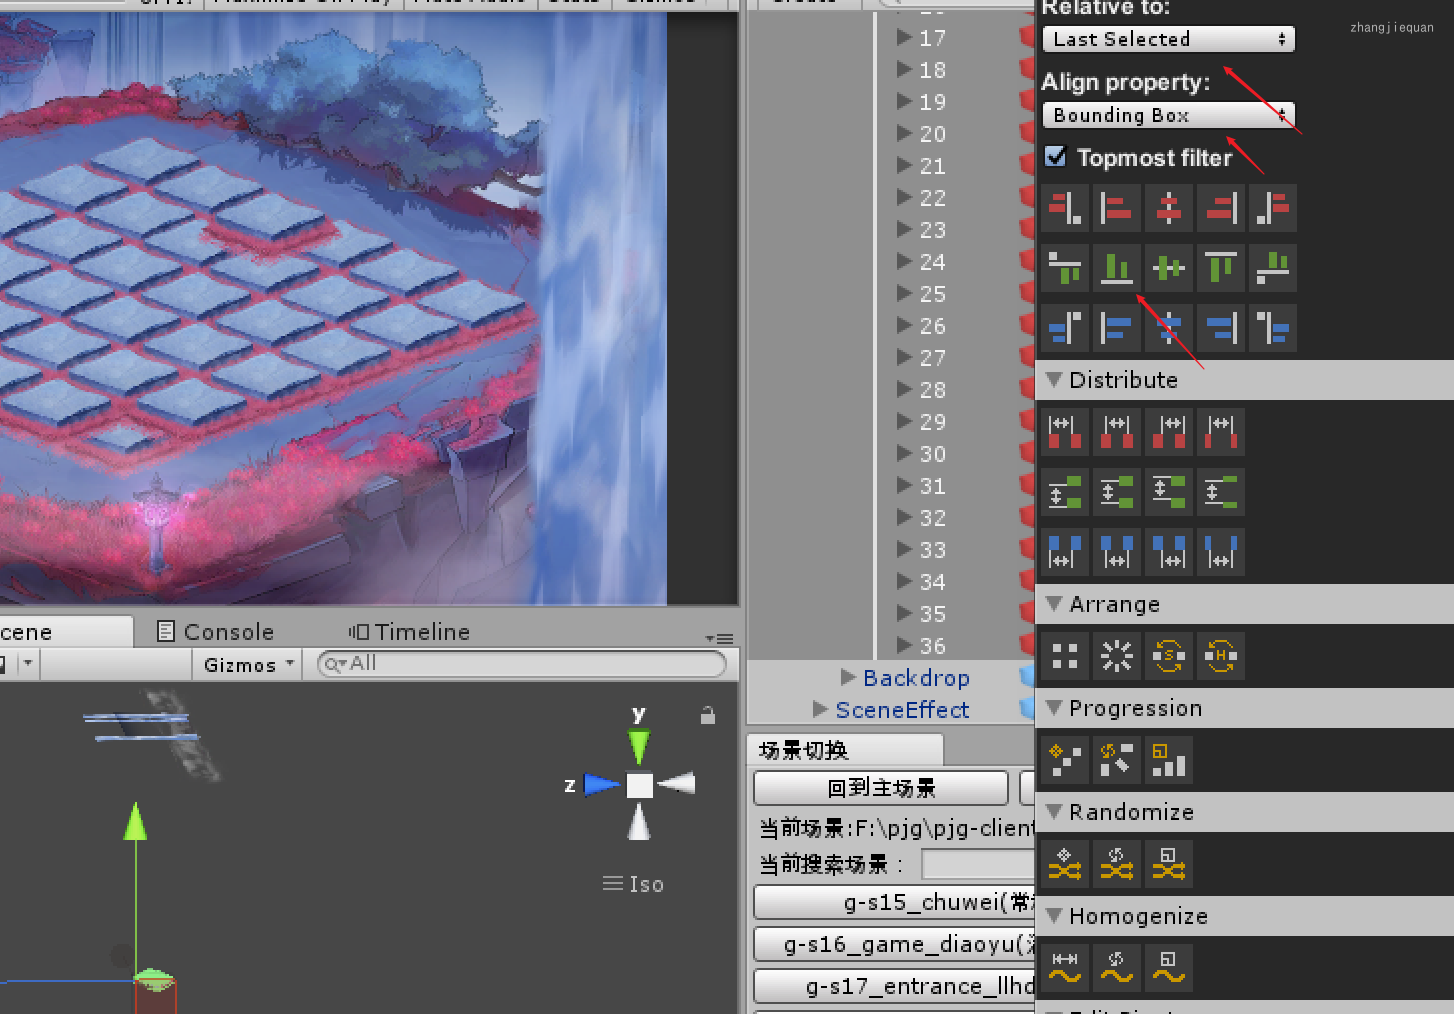 Relative to:
zhangjiequan
Last Selected
Align property:
Bounding Box
Topmost filter
17
18
19
20
21
22
23
24
25
26
27
28
29
30
31
32
33
34
35
36
Backdrop
SceneEffect
Distribute
Arrange
Progression
Randomize
Homogenize
cene
Console
Timeline
Gizmos
All
y
z
Iso
场景切换
回到主场景
当前场景:F:\pjg\pjg-client
当前搜索场景：
g-s15_chuwei(常
g-s16_game_diaoyu(
g-s17_entrance_llhd